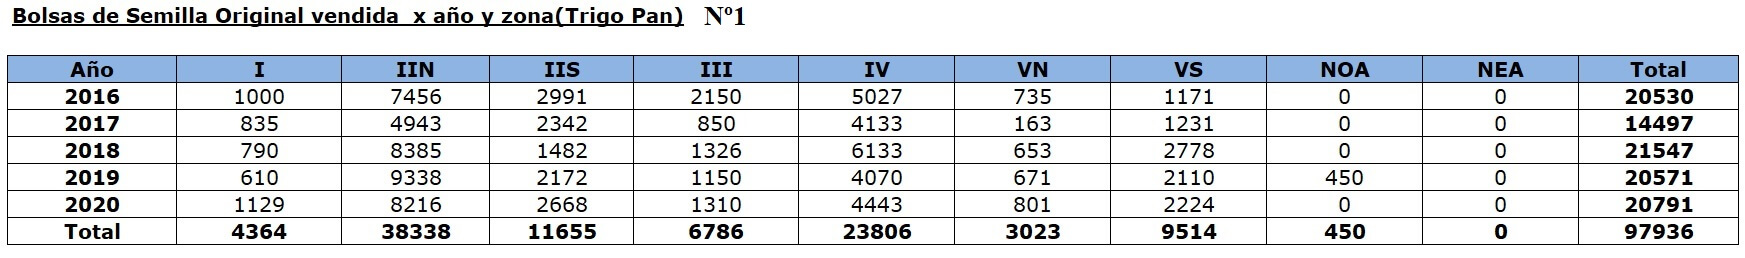 Bolsas de Semilla Original vendida x año y zona(Trigo Pan) Nº1
Año I IIN IIS III IV VN VS NOA NEA Total
2016 1000 7456 2991 2150 5027 735 1171 0 0 20530
2017 835 4943 2342 850 4133 163 1231 0 0 14497
2018 790 8385 1482 1326 6133 653 2778 0 0 21547
2019 610 9338 2172 1150 4070 671 2110 450 0 20571
2020 1129 8216 2668 1310 4443 801 2224 0 0 20791
Total 4364 38338 11655 6786 23806 3023 9514 450 0 97936